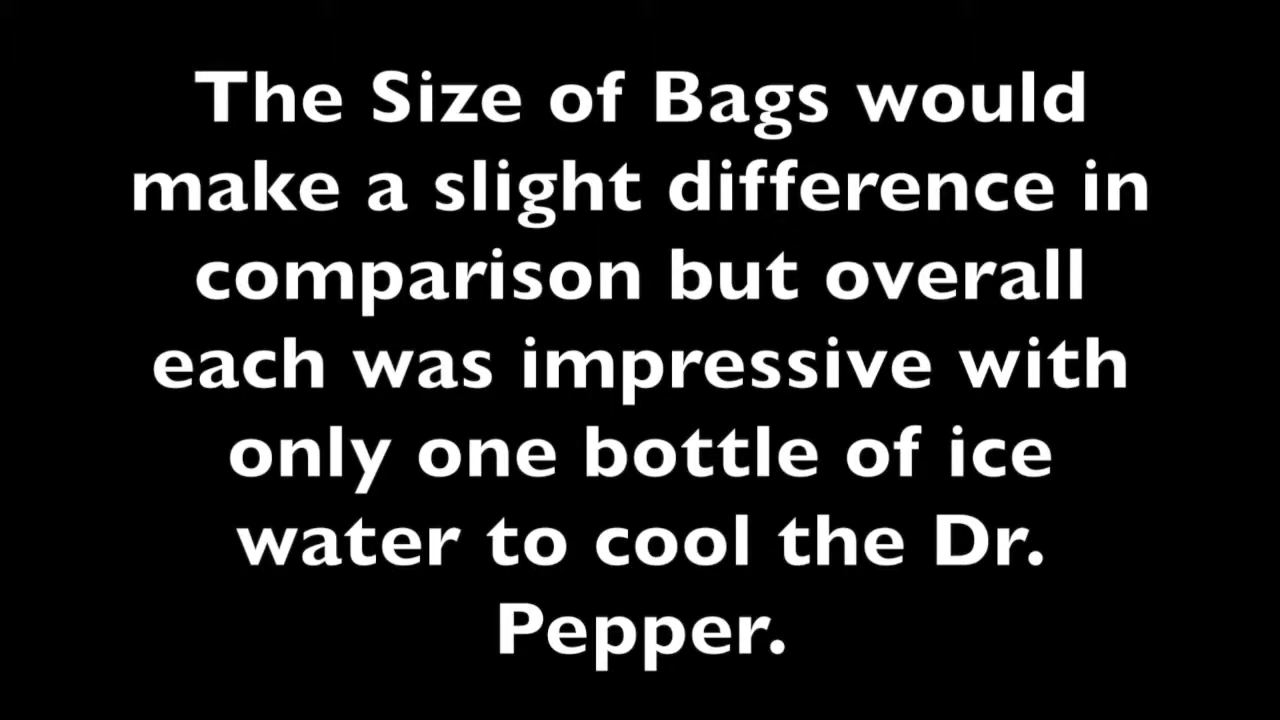 The Size of Bags would
make a slight difference in
comparison but overall
each was impressive with
only one bottle of ice
water to cool the Dr.
Pepper.